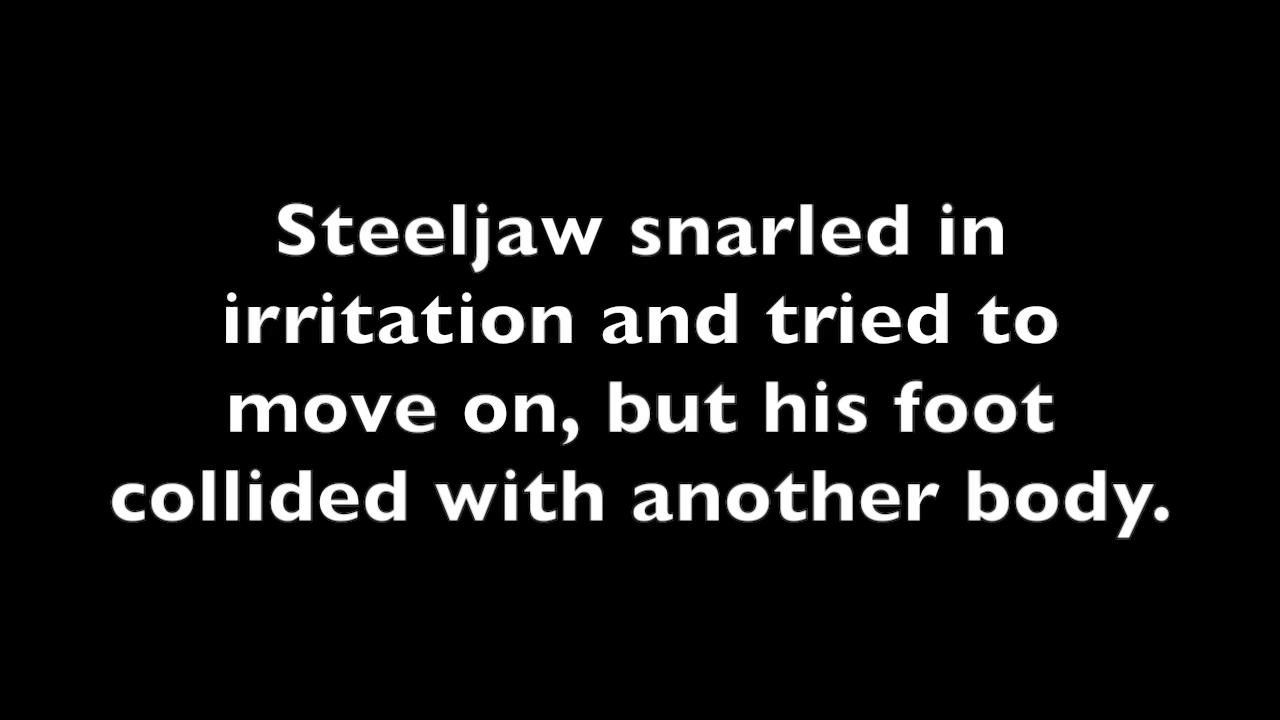 Steeljaw snarled in
irritation and tried to
move on, but his foot
collided with another body.